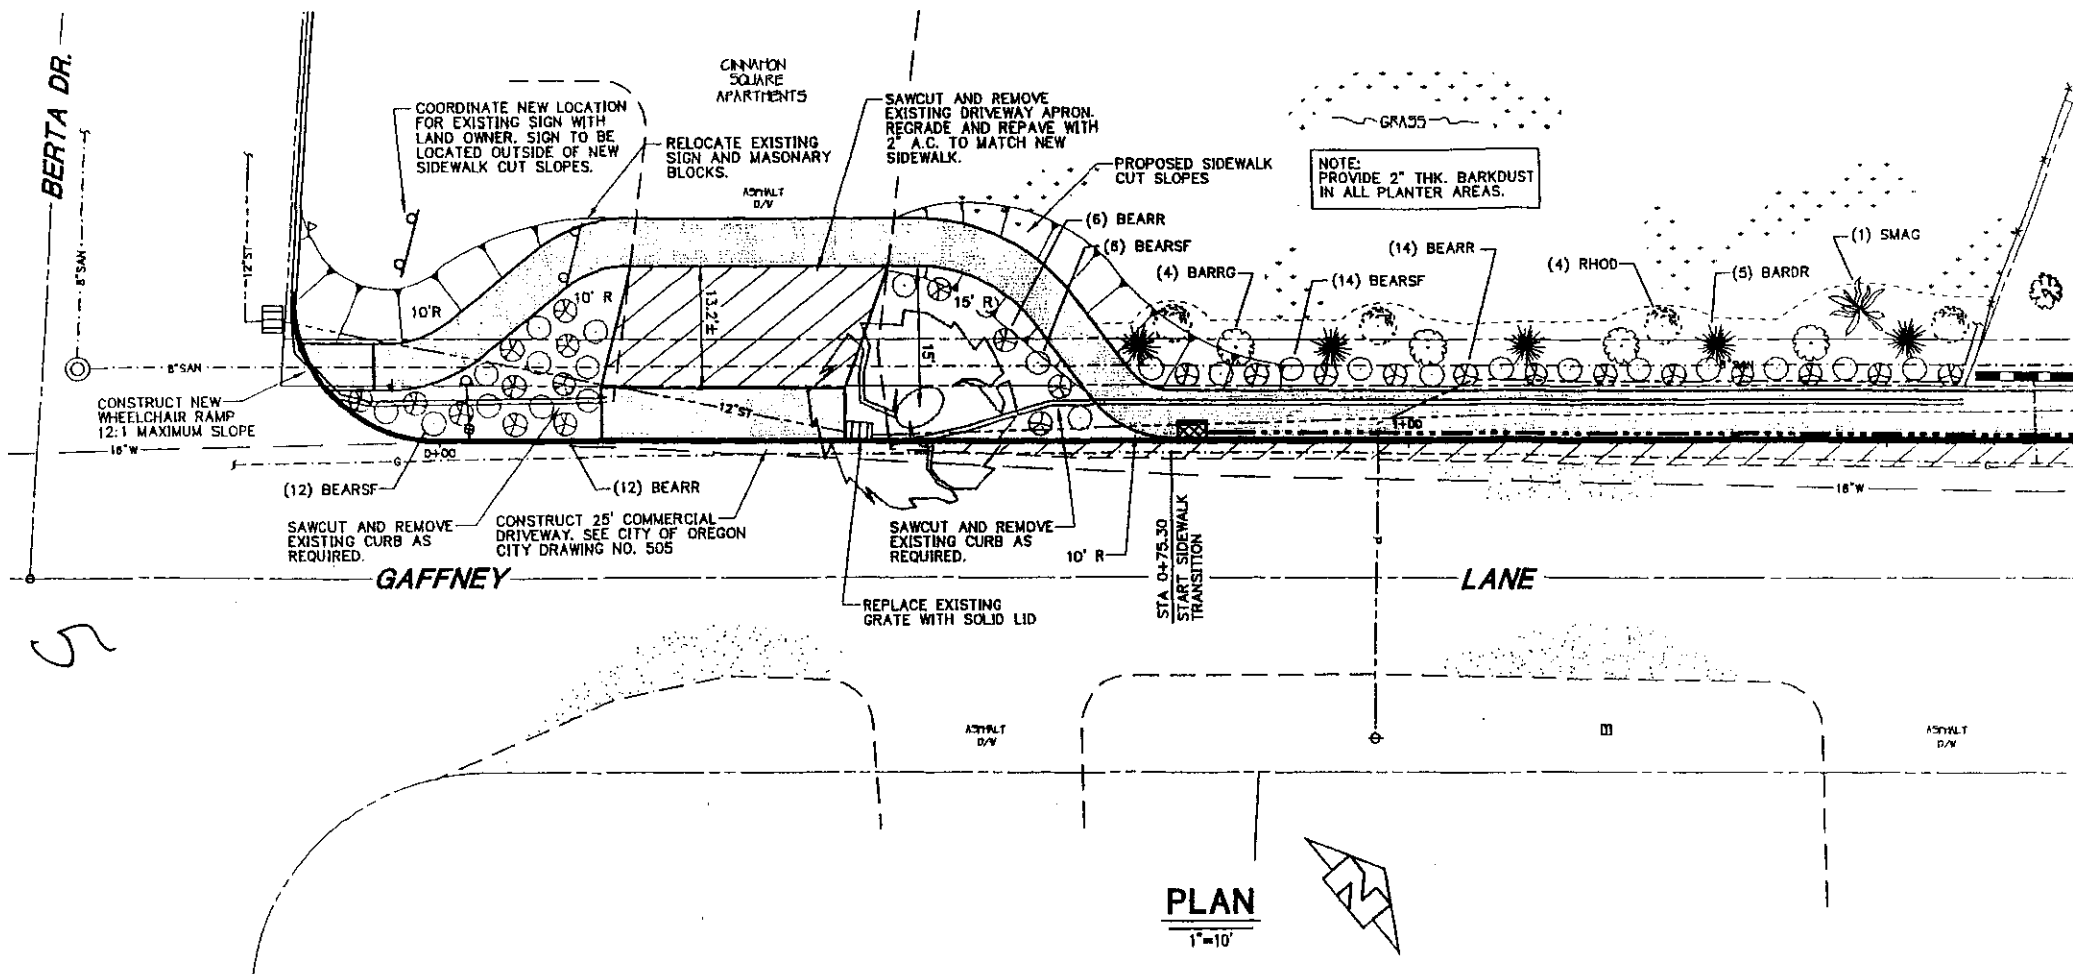 BERTA DR.
8"SAN
12"ST
COORDINATE NEW LOCATION
FOR EXISTING SIGN WITH
LAND OWNER. SIGN TO BE
LOCATED OUTSIDE OF NEW
SIDEWALK CUT SLOPES.
CINNAMON
SQUARE
APARTMENTS
RELOCATE EXISTING
SIGN AND MASONARY
BLOCKS.
ASPHALT
D/W
SAWCUT AND REMOVE
EXISTING DRIVEWAY APRON.
REGRADE AND REPAVE WITH
2" A.C. TO MATCH NEW
SIDEWALK.
PROPOSED SIDEWALK
CUT SLOPES
GRASS
NOTE:
PROVIDE 2" THK. BARKDUST
IN ALL PLANTER AREAS.
(6) BEARR
(6) BEARSF
(4) BARRG
(14) BEARSF
(14) BEARR
(4) RHOD
(5) BARDR
(1) SMAG
10'R
10' R
13.2'±
15' R
15'
8"SAN
8"SAN
CONSTRUCT NEW
WHEELCHAIR RAMP
12:1 MAXIMUM SLOPE
12"ST
18"W
G
0+00
1+00
G
18"W
(12) BEARSF
(12) BEARR
SAWCUT AND REMOVE
EXISTING CURB AS
REQUIRED.
CONSTRUCT 25' COMMERCIAL
DRIVEWAY. SEE CITY OF OREGON
CITY DRAWING NO. 505
SAWCUT AND REMOVE
EXISTING CURB AS
REQUIRED.
10' R
STA 0+75.30
START SIDEWALK
TRANSITION
P
GAFFNEY
LANE
REPLACE EXISTING
GRATE WITH SOLID LID
5
ASPHALT
D/W
ASPHALT
D/W
PLAN
1"=10'
N